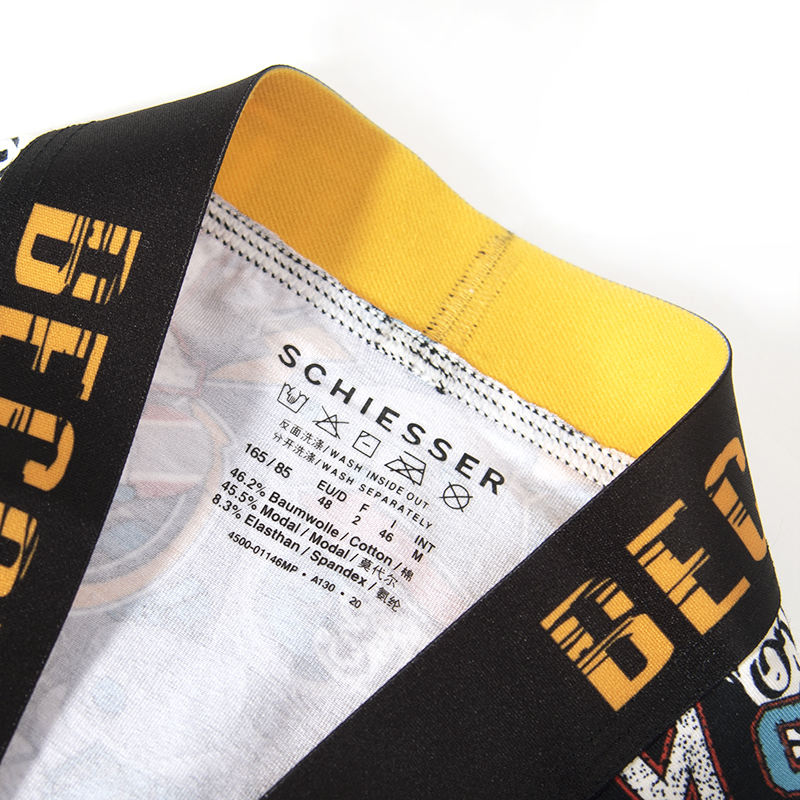 BECO
SCHIESSER
反面洗涤/WASH INSIDE OUT
分开洗涤/WASH SEPARATELY
165/85 EU/D F I INT
48 2 46 M
46.2% Baumwolle / Cotton / 棉
45.5% Modal / Modal / 莫代尔
8.3% Elasthan / Spandex / 氨纶
4500-01146MP • A130 • 20
BEC